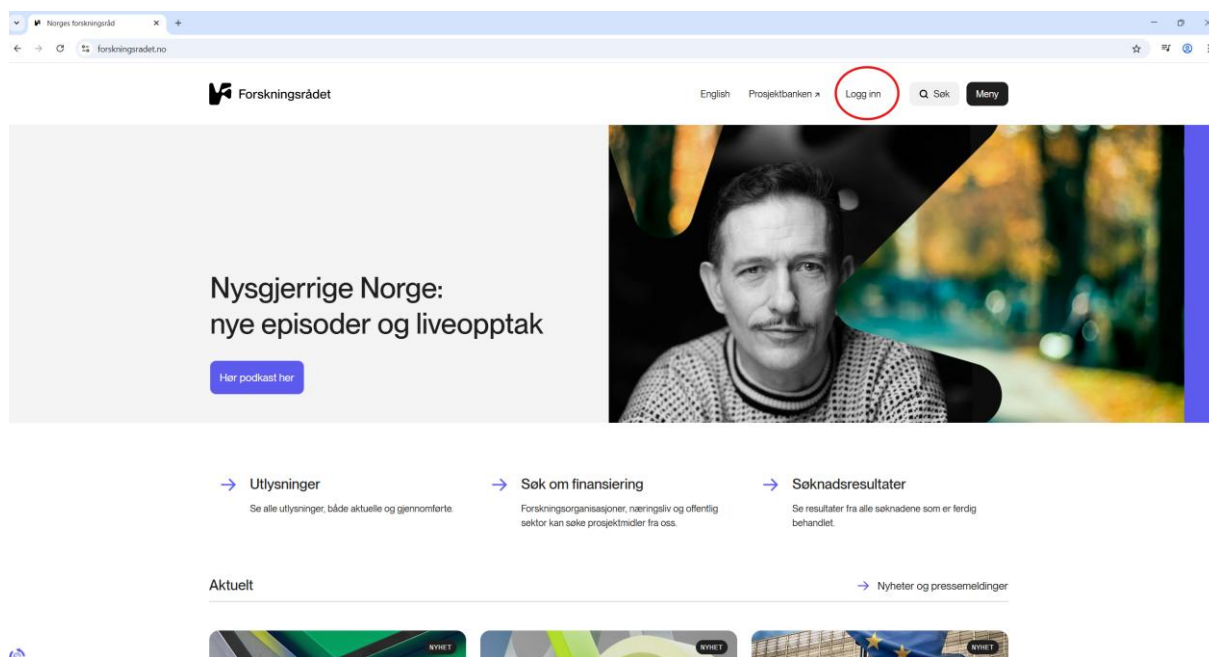 Norges forskningsråd
forskningsradet.no
Forskningsrådet
English Prosjektbanken Logg inn Søk Meny
Nysgjerrige Norge:
nye episoder og liveopptak
Hør podkast her
Utlysninger
Se alle utlysninger, både aktuelle og gjennomførte.
Søk om finansiering
Forskningsorganisasjoner, næringsliv og offentlig
sektor kan søke prosjektmidler fra oss.
Søknadsresultater
Se resultater fra alle søknadene som er ferdig
behandlet.
Aktuelt
Nyheter og pressemeldinger
NYHET
NYHET
NYHET